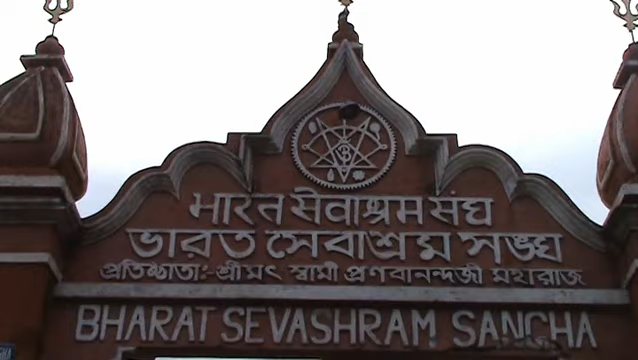 भारत सेवाश्रम संघ
ভারত সেবাশ্রম সঙ্ঘ
প্রতিষ্ঠাতা:-শ্রীমৎ স্বামী প্রণবানন্দজী মহারাজ
BHARAT SEVASHRAM SANGHA